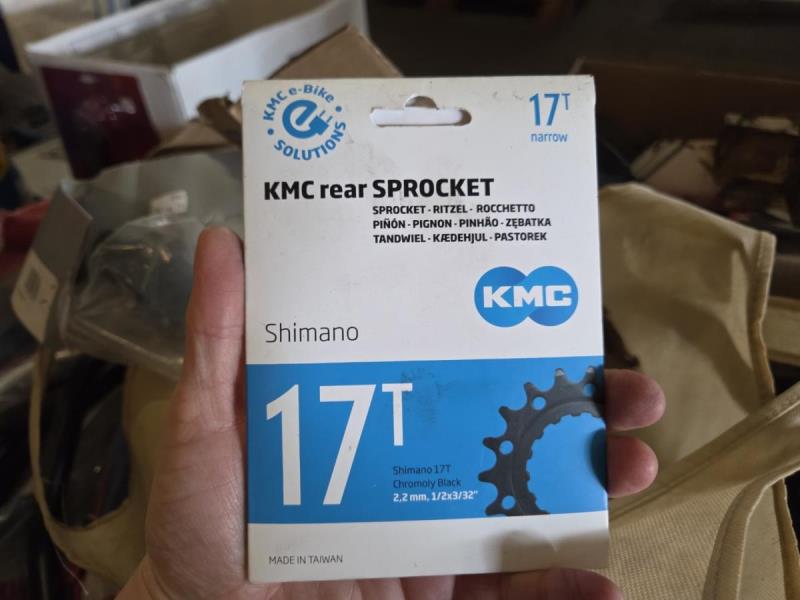 KMC e-Bike
e
SOLUTIONS
17T
narrow
KMC rear SPROCKET
SPROCKET - RITZEL - ROCCHETTO
PIÑÓN - PIGNON - PINHÃO - ZĘBATKA
TANDWIEL - KÆDEHJUL - PASTOREK
KMC
Shimano
17T
Shimano 17T
Chromoly Black
2,2 mm, 1/2x3/32"
MADE IN TAIWAN